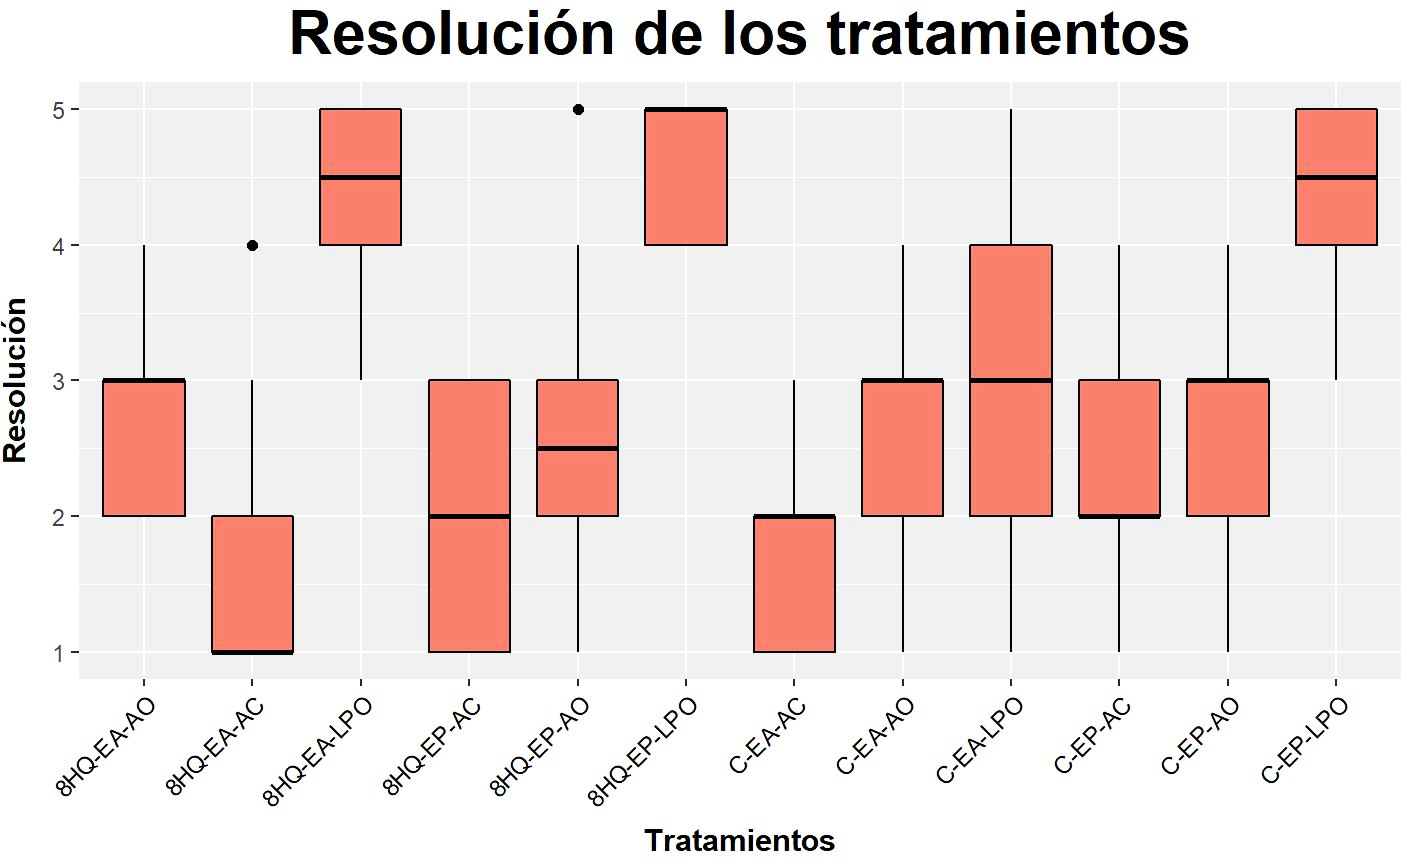 Resolución de los tratamientos
Resolución
5
4
3
2
1
8HQ-EA-AO
8HQ-EA-AC
8HQ-EA-LPO
8HQ-EP-AC
8HQ-EP-AO
8HQ-EP-LPO
C-EA-AC
C-EA-AO
C-EA-LPO
C-EP-AC
C-EP-AO
C-EP-LPO
Tratamientos